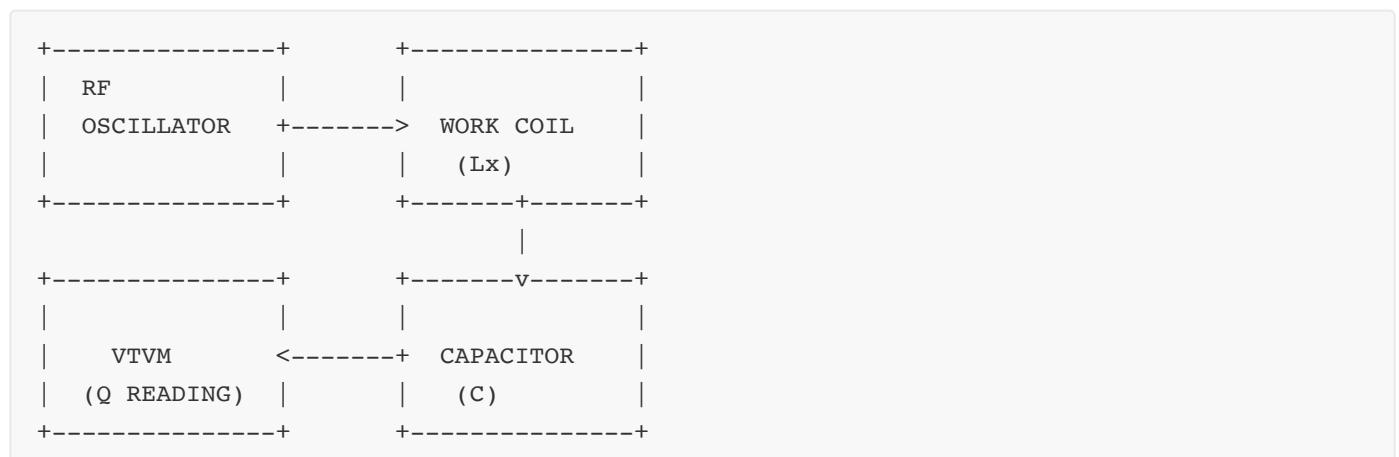 RF
OSCILLATOR
WORK COIL
(Lx)
VTVM
(Q READING)
CAPACITOR
(C)